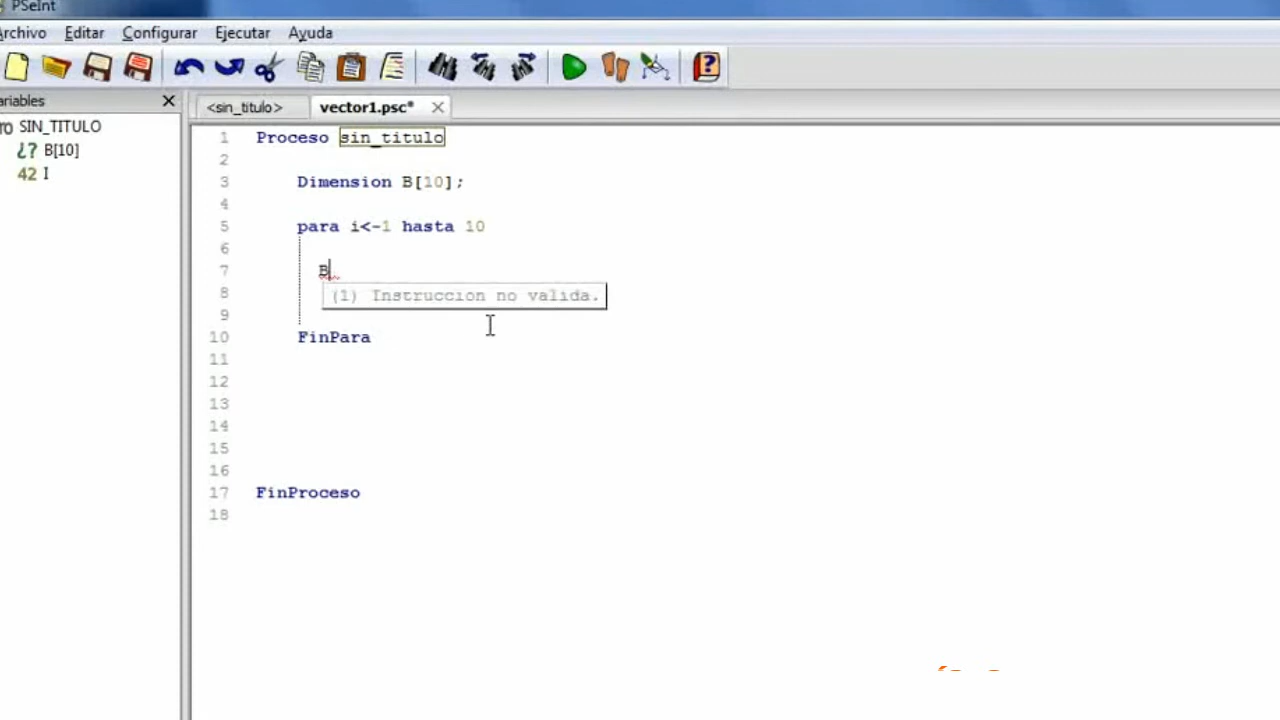 PSeInt
Archivo Editar Configurar Ejecutar Ayuda
ariables
<sin_titulo> vector1.psc*
ro SIN_TITULO
¿? B[10]
42 I
1 Proceso sin_titulo
2
3 Dimension B[10];
4
5 para i<-1 hasta 10
6
7 B
8 (1) Instruccion no valida.
9
10 FinPara
11
12
13
14
15
16
17 FinProceso
18